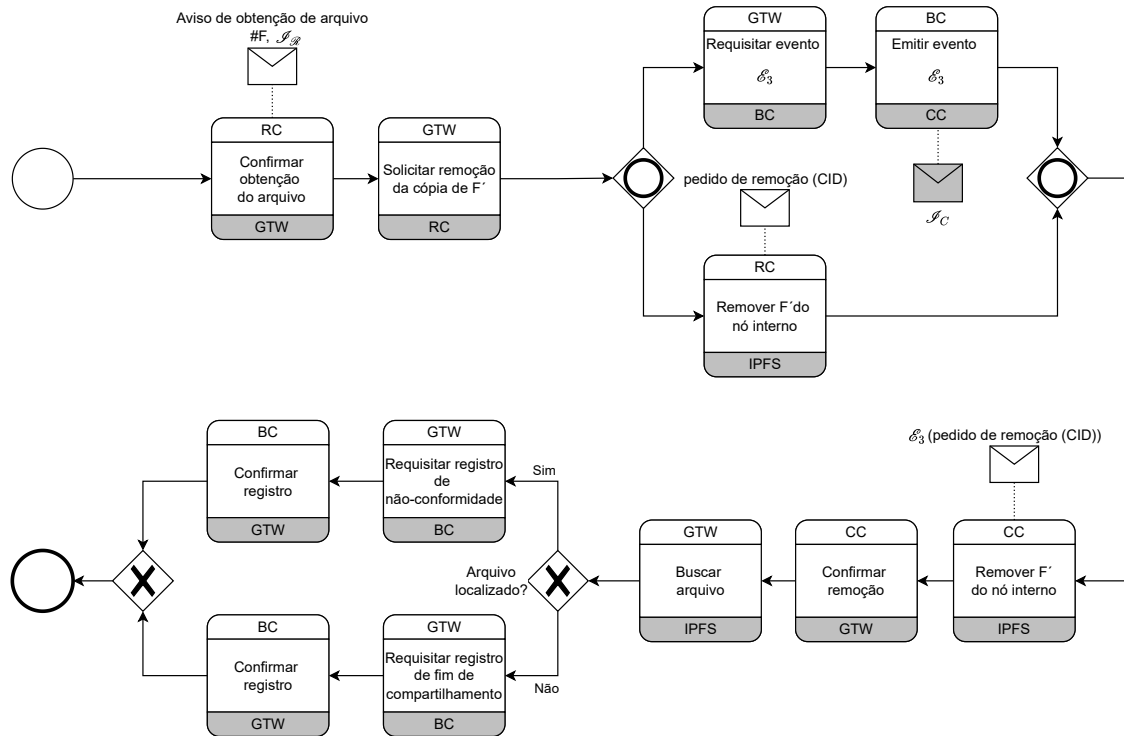 Aviso de obtenção de arquivo
#F, ℐ_ℛ
RC
Confirmar
obtenção
do arquivo
GTW
GTW
Solicitar remoção
da cópia de F´
RC
GTW
Requisitar evento
ℰ₃
BC
BC
Emitir evento
ℰ₃
CC
ℐ_C
pedido de remoção (CID)
RC
Remover F´do
nó interno
IPFS
ℰ₃ (pedido de remoção (CID))
CC
Remover F´
do nó interno
IPFS
CC
Confirmar
remoção
GTW
GTW
Buscar
arquivo
IPFS
Arquivo
localizado?
Sim
GTW
Requisitar registro
de
não-conformidade
BC
BC
Confirmar
registro
GTW
Não
GTW
Requisitar registro
de fim de
compartilhamento
BC
BC
Confirmar
registro
GTW